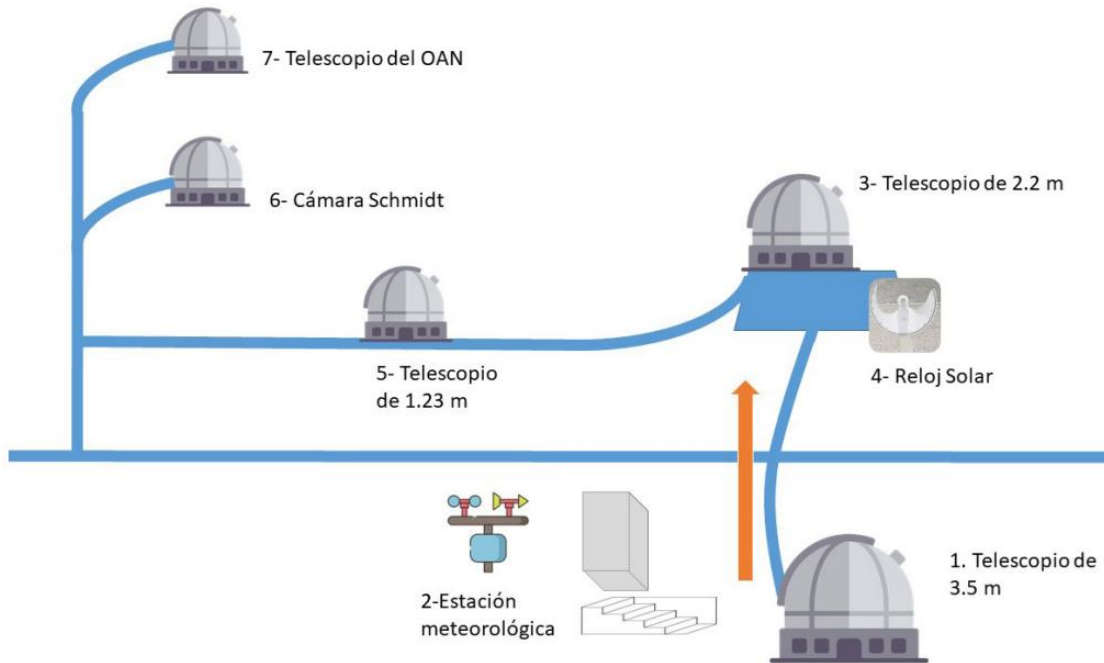 7- Telescopio del OAN
6- Cámara Schmidt
3- Telescopio de 2.2 m
5- Telescopio
de 1.23 m
4- Reloj Solar
2-Estación
meteorológica
1. Telescopio de
3.5 m